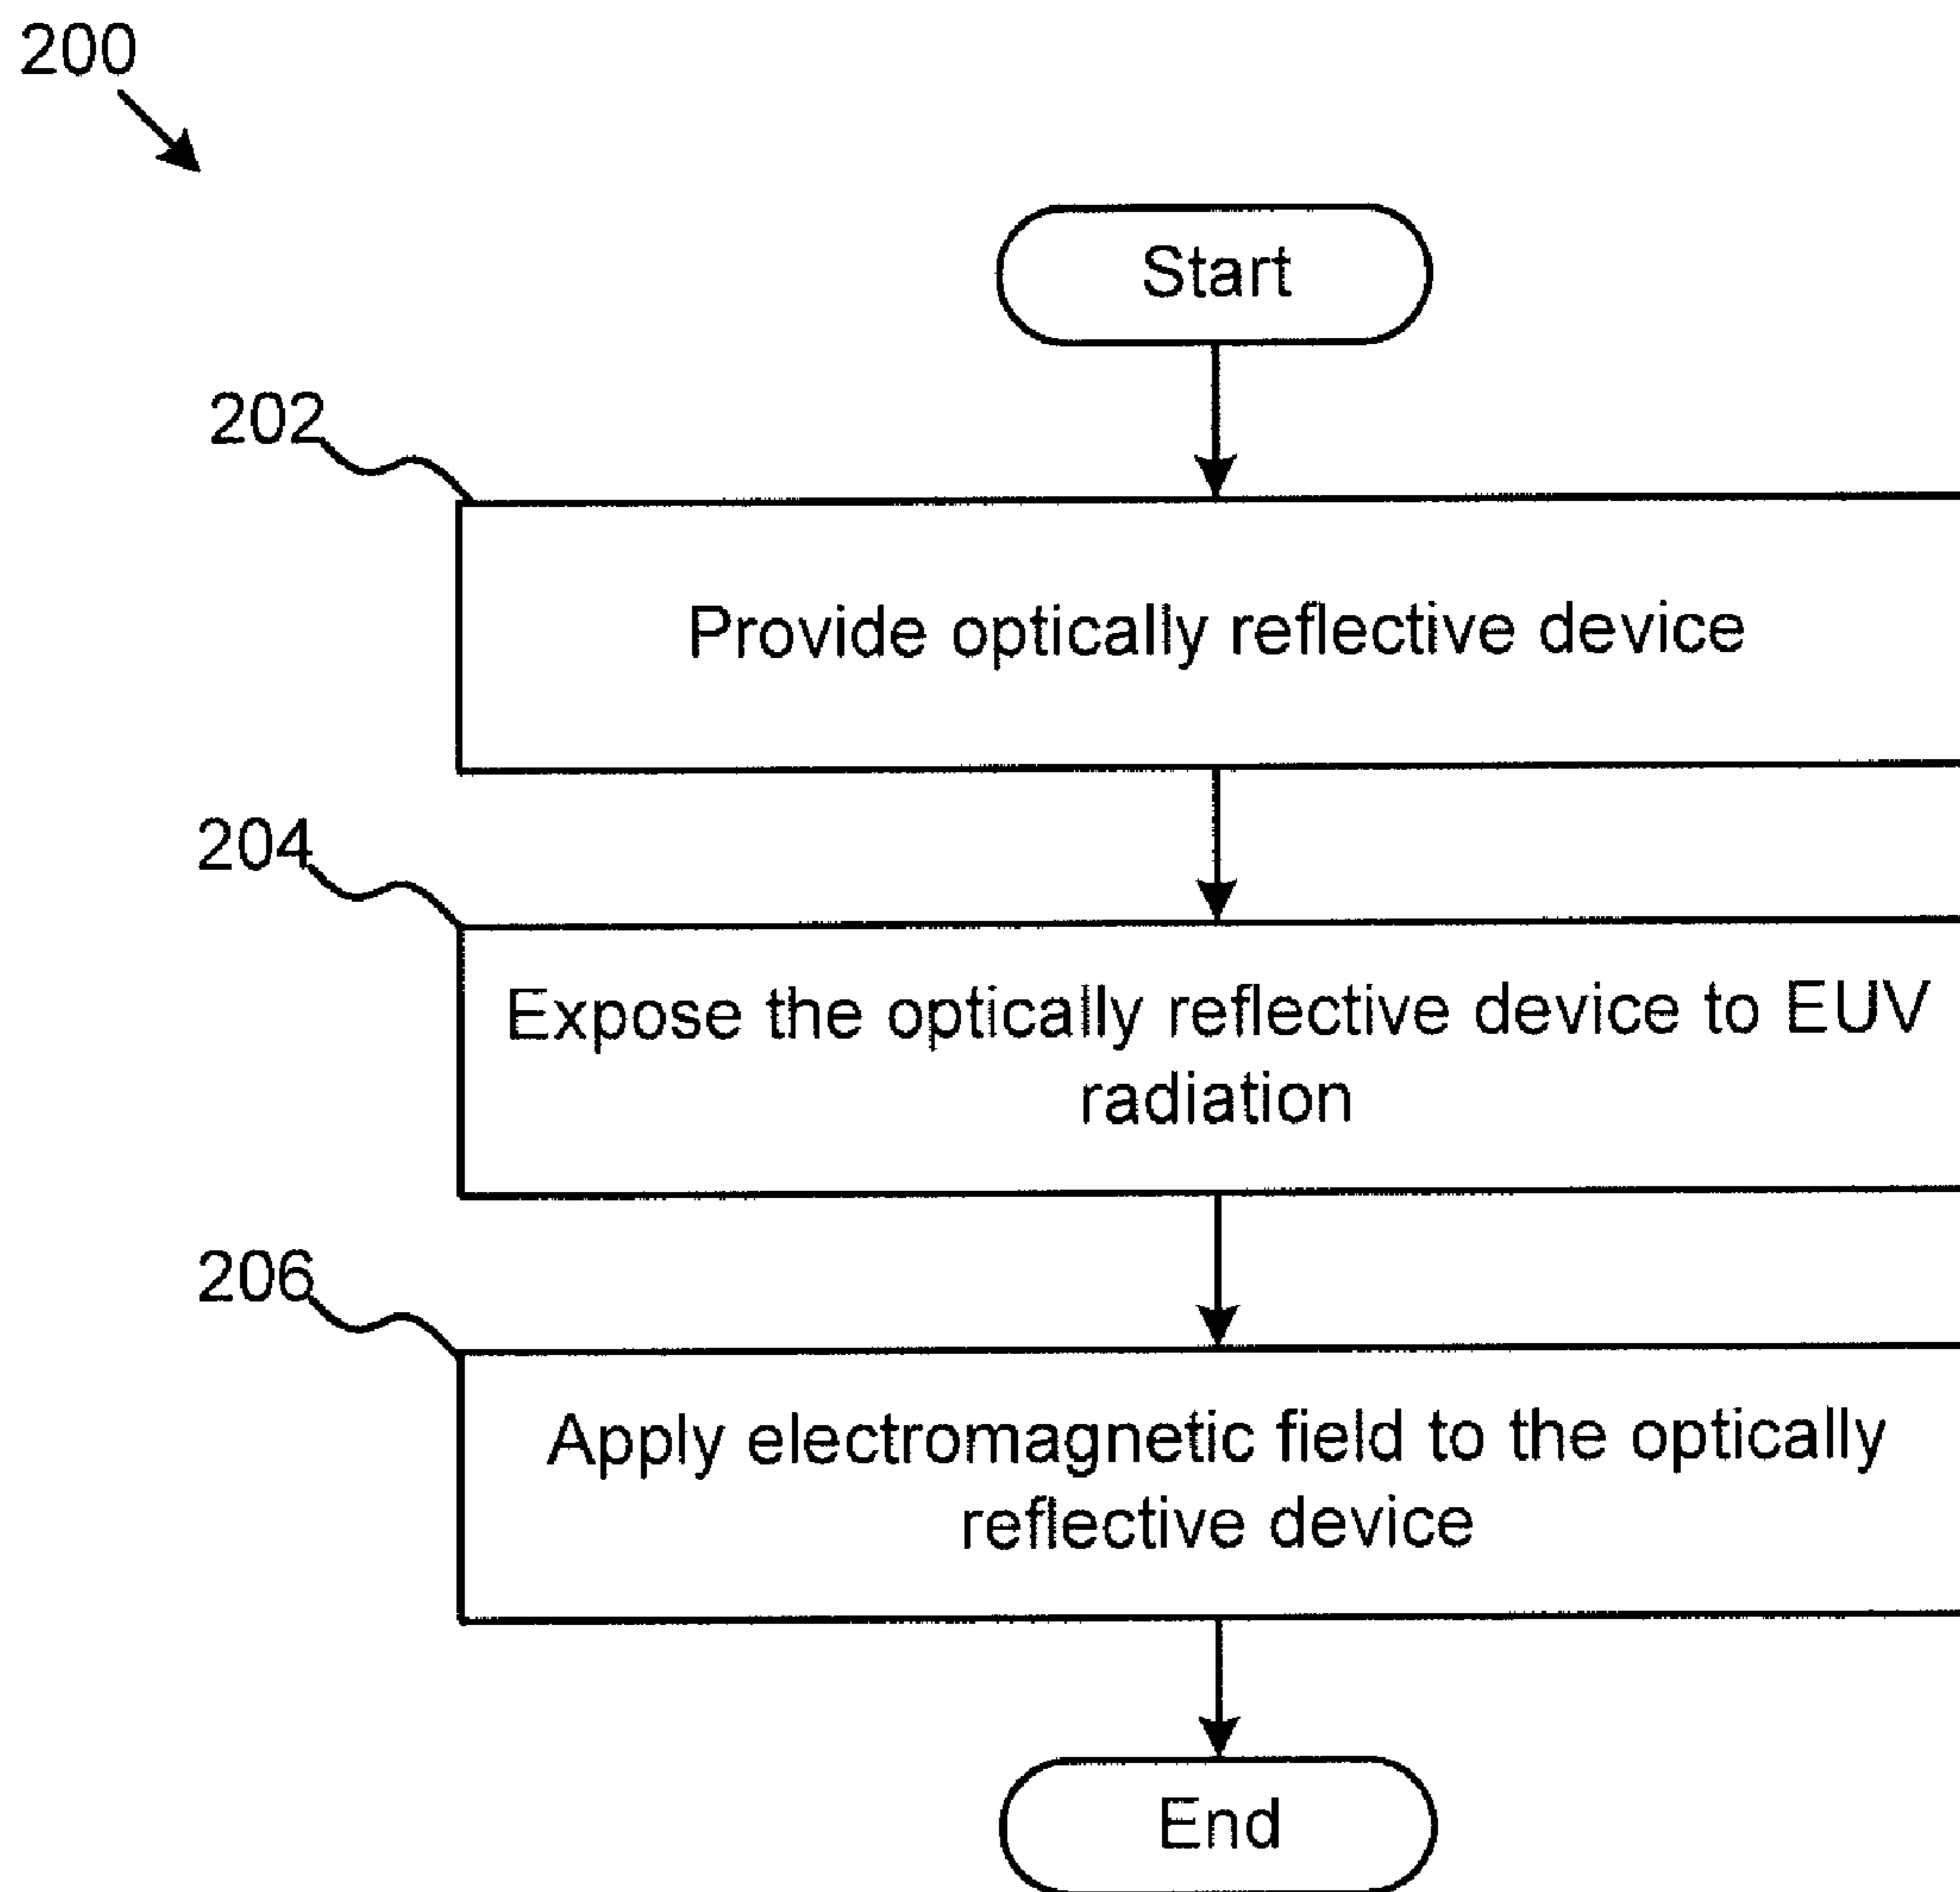 200
Start
202
Provide optically reflective device
204
Expose the optically reflective device to EUV
radiation
206
Apply electromagnetic field to the optically
reflective device
End